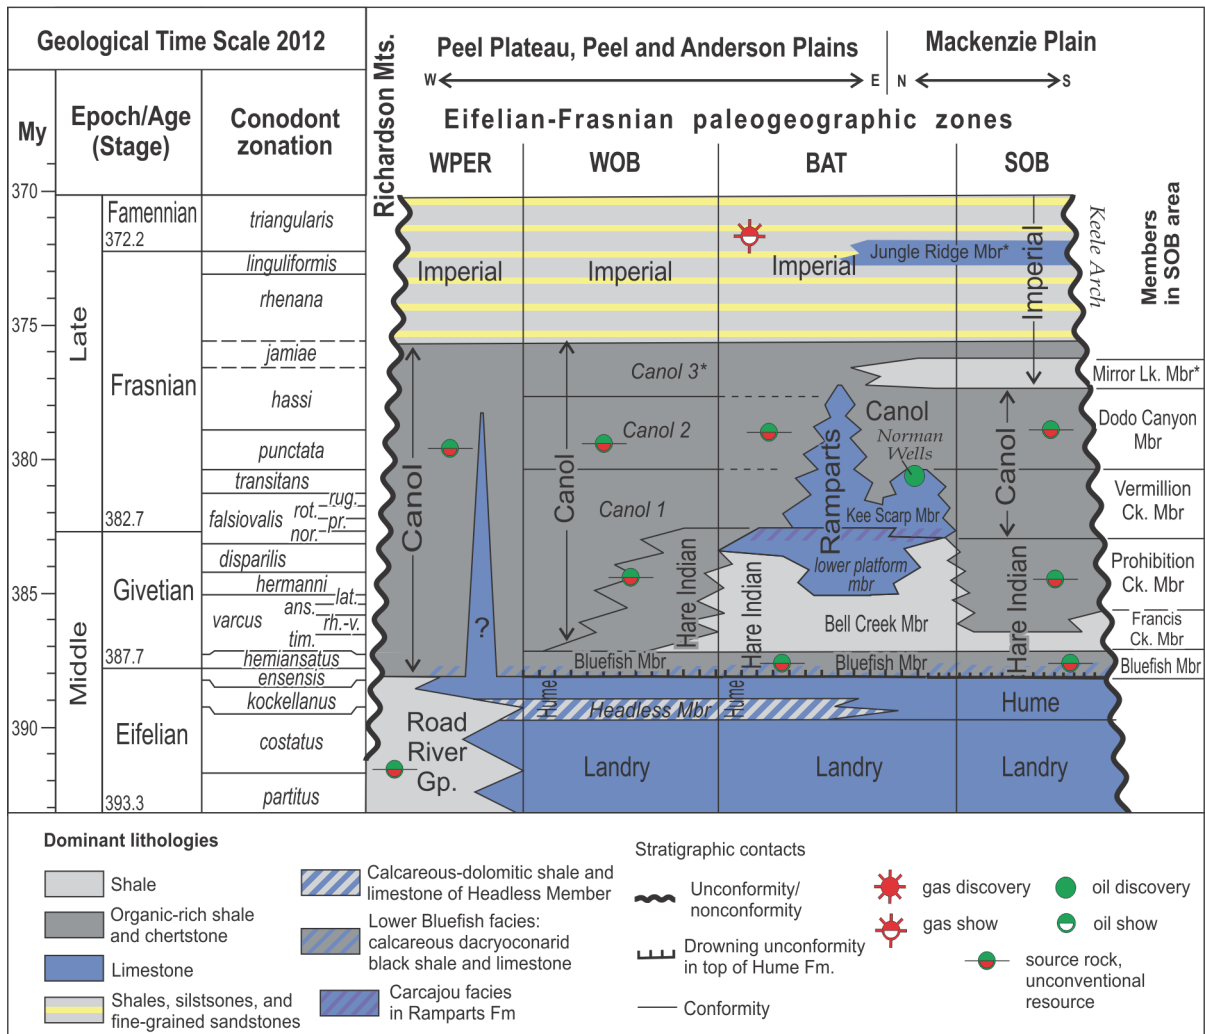 Geological Time Scale 2012
Richardson Mts.
Peel Plateau, Peel and Anderson Plains
Mackenzie Plain
W
E
N
S
My
Epoch/Age
(Stage)
Conodont
zonation
Eifelian-Frasnian paleogeographic zones
WPER
WOB
BAT
SOB
Members
in SOB area
370
375
380
385
390
Late
Middle
Famennian
372.2
Frasnian
382.7
Givetian
387.7
Eifelian
393.3
triangularis
linguliformis
rhenana
jamiae
hassi
punctata
transitans
falsiovalis
rug.
rot.
pr.
nor.
disparilis
hermanni
varcus
lat.
ans.
rh.-v.
tim.
hemiansatus
ensensis
kockellanus
costatus
partitus
Imperial
Imperial
Imperial
Jungle Ridge Mbr*
Imperial
Keele Arch
Canol
Canol
Canol 3*
Canol 2
Canol 1
Canol
Norman
Wells
Ramparts
Kee Scarp Mbr
lower platform
mbr
Canol
Mirror Lk. Mbr*
Dodo Canyon
Mbr
Vermillion
Ck. Mbr
Prohibition
Ck. Mbr
Francis
Ck. Mbr
Bluefish Mbr
Hare Indian
Hare Indian
Hare Indian
Bell Creek Mbr
?
Bluefish Mbr
Bluefish Mbr
Hume
Hume
Hume
Headless Mbr
Road
River
Gp.
Landry
Landry
Landry
Dominant lithologies
Shale
Organic-rich shale
and chertstone
Limestone
Shales, silstsones, and
fine-grained sandstones
Calcareous-dolomitic shale and
limestone of Headless Member
Lower Bluefish facies:
calcareous dacryoconarid
black shale and limestone
Carcajou facies
in Ramparts Fm
Stratigraphic contacts
Unconformity/
nonconformity
Drowning unconformity
in top of Hume Fm.
Conformity
gas discovery
gas show
oil discovery
oil show
source rock,
unconventional
resource